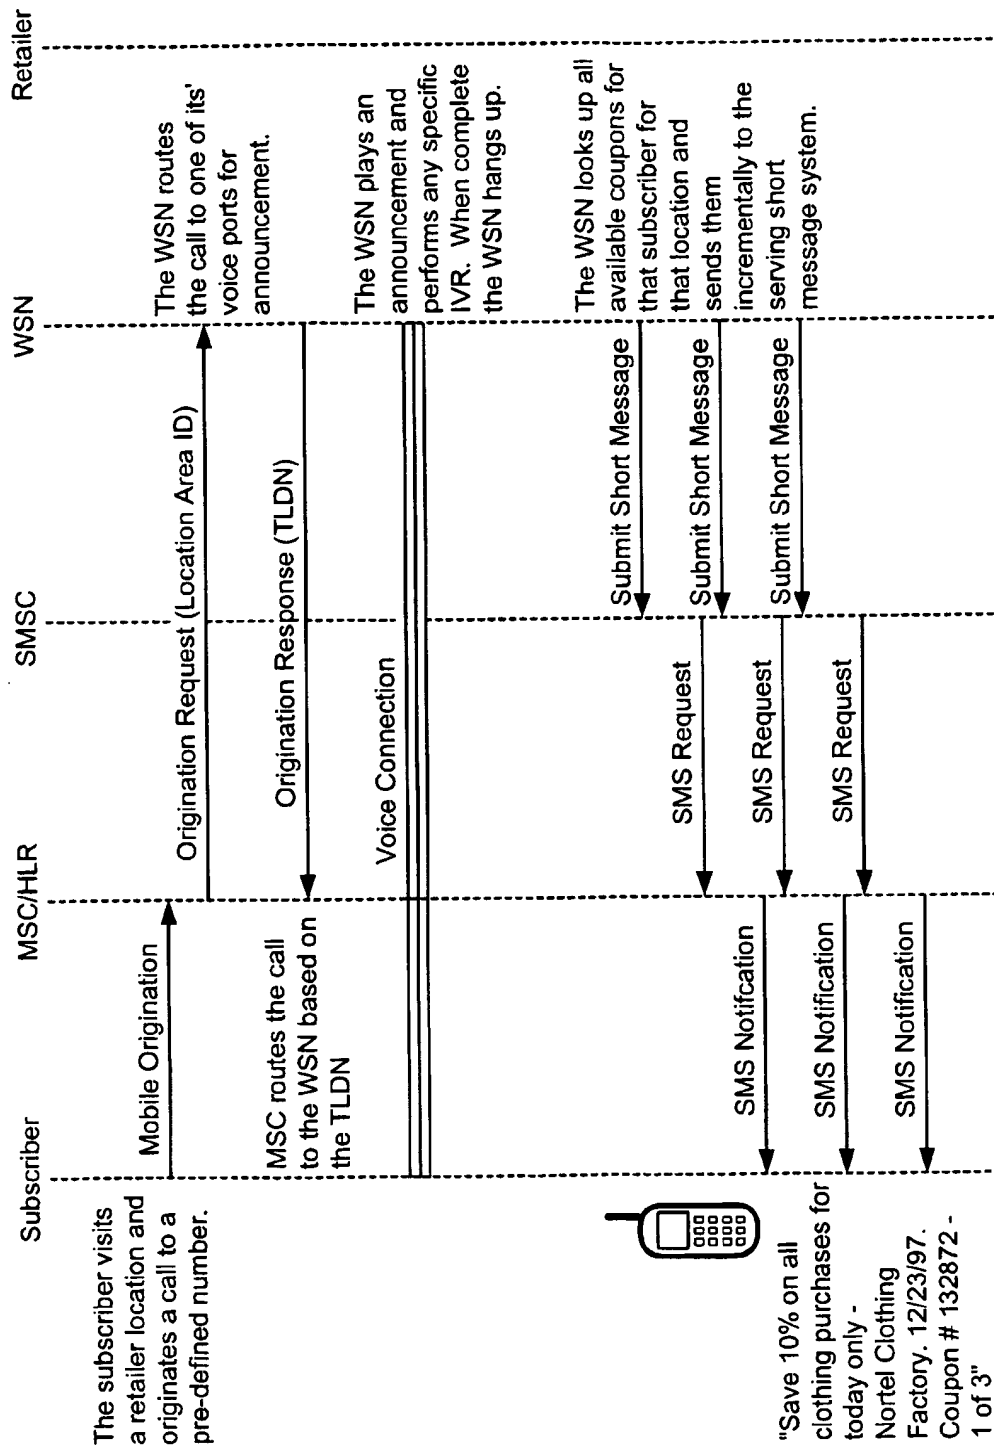 Subscriber
MSC/HLR
SMSC
WSN
Retailer
The subscriber visits
a retailer location and
originates a call to a
pre-defined number.
Mobile Origination
Origination Request (Location Area ID)
The WSN routes
the call to one of its'
voice ports for
announcement.
MSC routes the call
to the WSN based on
the TLDN
Origination Response (TLDN)
Voice Connection
The WSN plays an
announcement and
performs any specific
IVR. When complete
the WSN hangs up.
The WSN looks up all
available coupons for
that subscriber for
that location and
sends them
incrementally to the
serving short
message system.
Submit Short Message
SMS Request
SMS Notifcation
Submit Short Message
SMS Request
SMS Notification
Submit Short Message
SMS Request
SMS Notification
"Save 10% on all
clothing purchases for
today only -
Nortel Clothing
Factory. 12/23/97.
Coupon # 132872 -
1 of 3"